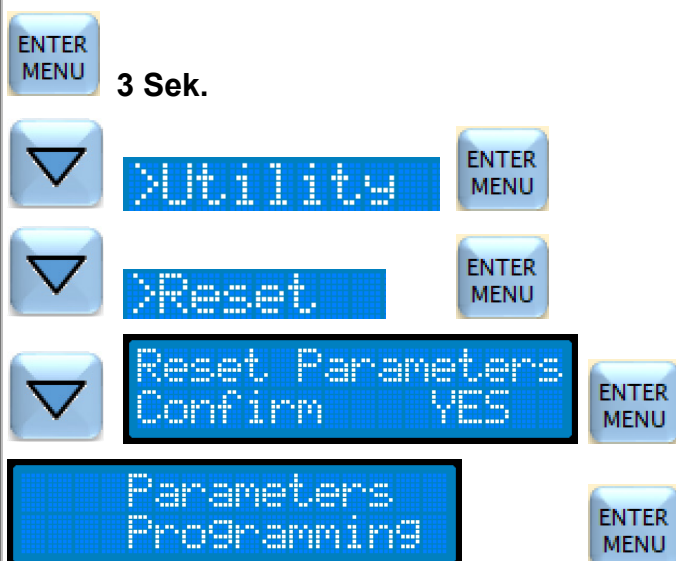 ENTER
MENU
3 Sek.
>Utility
ENTER
MENU
>Reset
ENTER
MENU
Reset Parameters
Confirm YES
ENTER
MENU
Parameters
Programming
ENTER
MENU